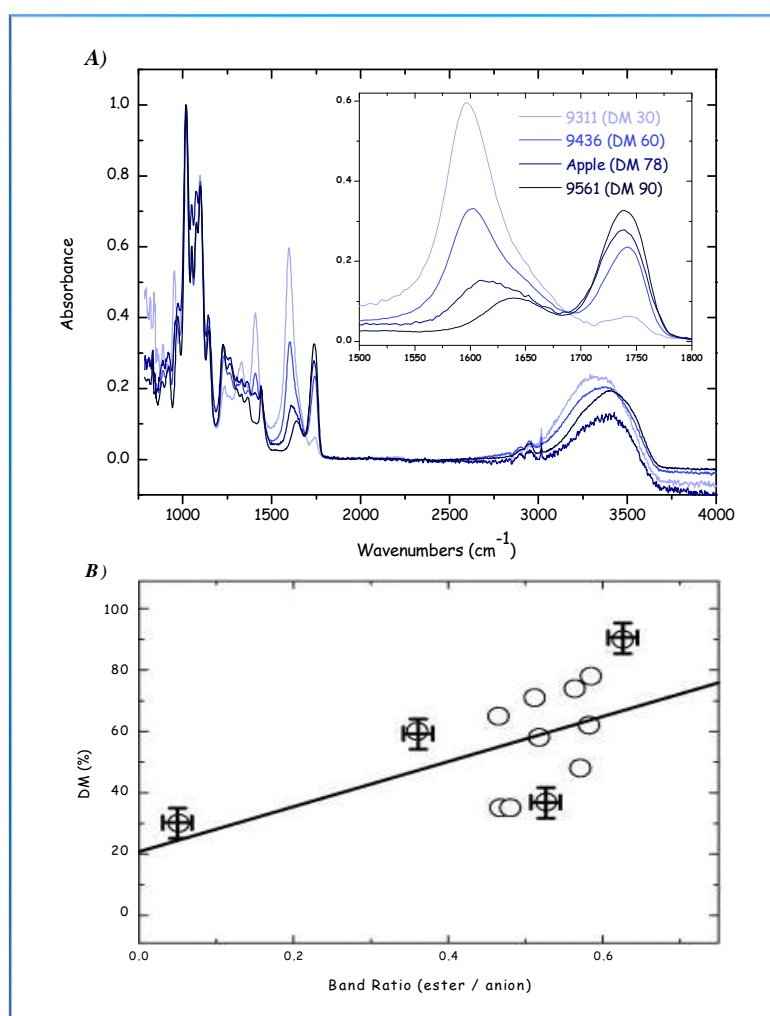 A)
Absorbance
1.0
0.8
0.6
0.4
0.2
0.0
1000 1500 2000 2500 3000 3500 4000
Wavenumbers (cm-1)
0.6
0.4
0.2
0.0
1500 1550 1600 1650 1700 1750 1800
9311 (DM 30)
9436 (DM 60)
Apple (DM 78)
9561 (DM 90)
B)
DM (%)
100
80
60
40
20
0
0.0 0.2 0.4 0.6
Band Ratio (ester / anion)